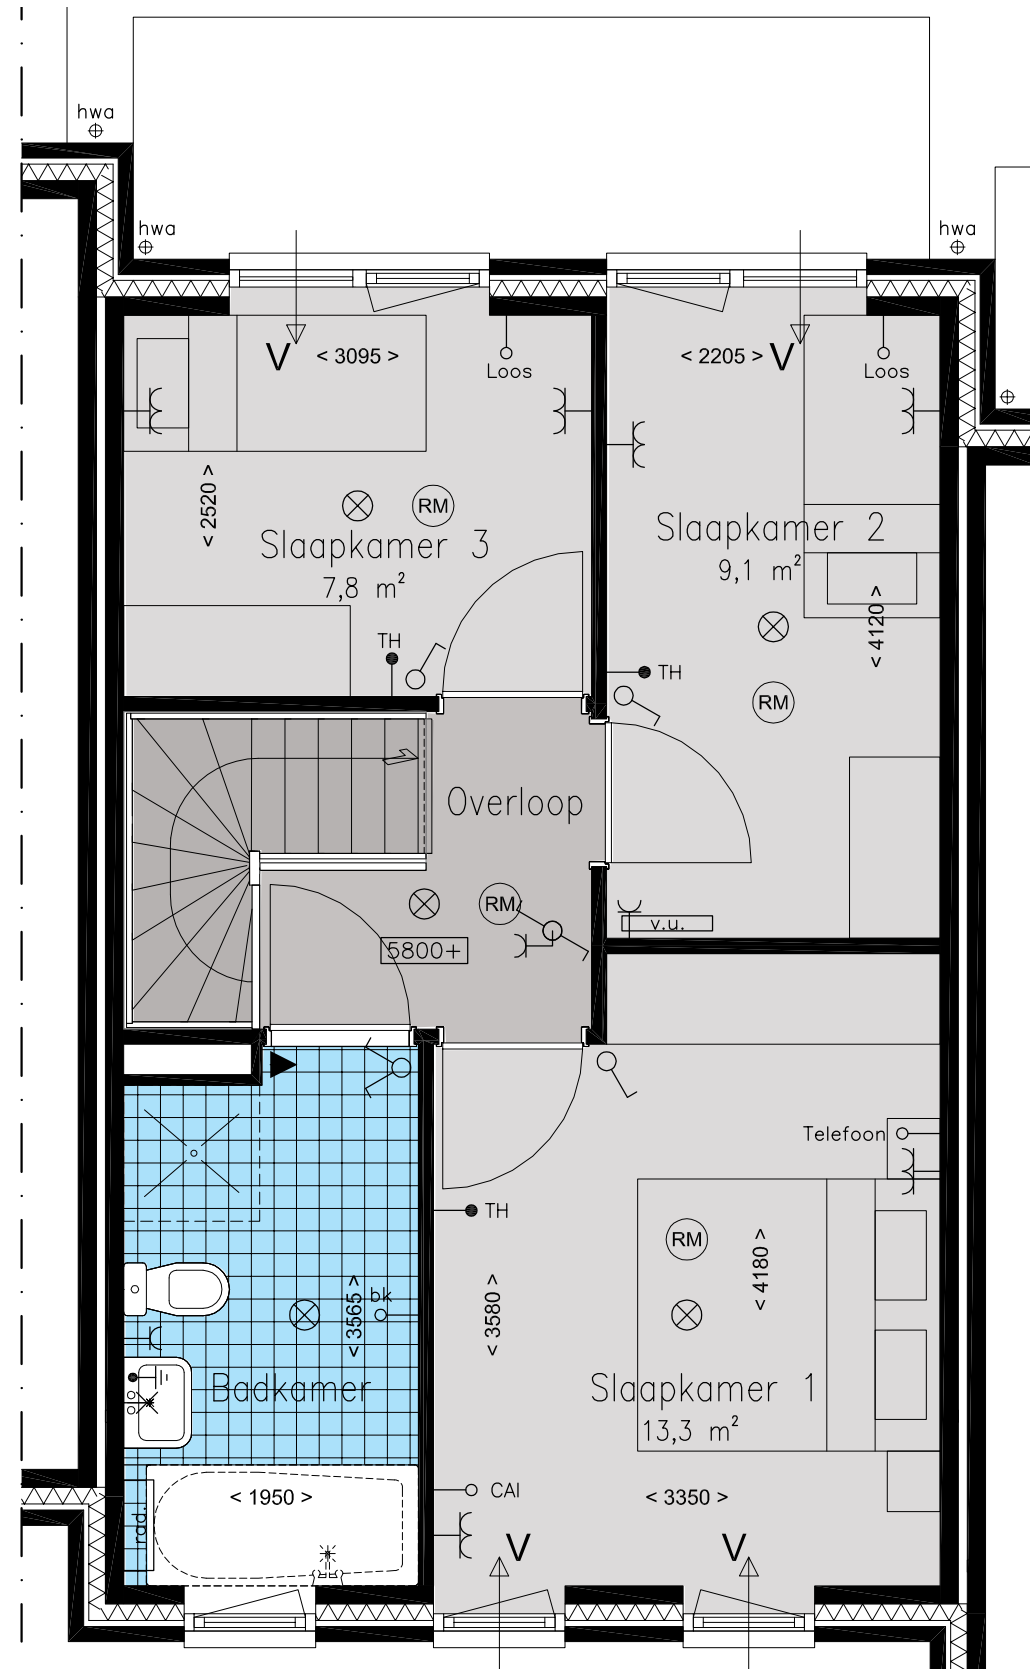 hwa
hwa
hwa
V
< 3095 >
Loos
< 2205 >
V
Loos
< 2520 >
RM
Slaapkamer 3
7,8 m²
Slaapkamer 2
9,1 m²
< 4120 >
TH
TH
RM
Overloop
RM
5800+
v.u.
Telefoon
TH
RM
< 4180 >
< 3565 >
bk
< 3580 >
Badkamer
Slaapkamer 1
13,3 m²
rad.
< 1950 >
CAI
< 3350 >
V
V